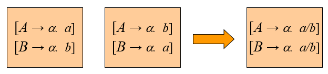 [A → α. a]
[B → α. b]
[A → α. b]
[B → α. a]
[A → α. a/b]
[B → α. a/b]